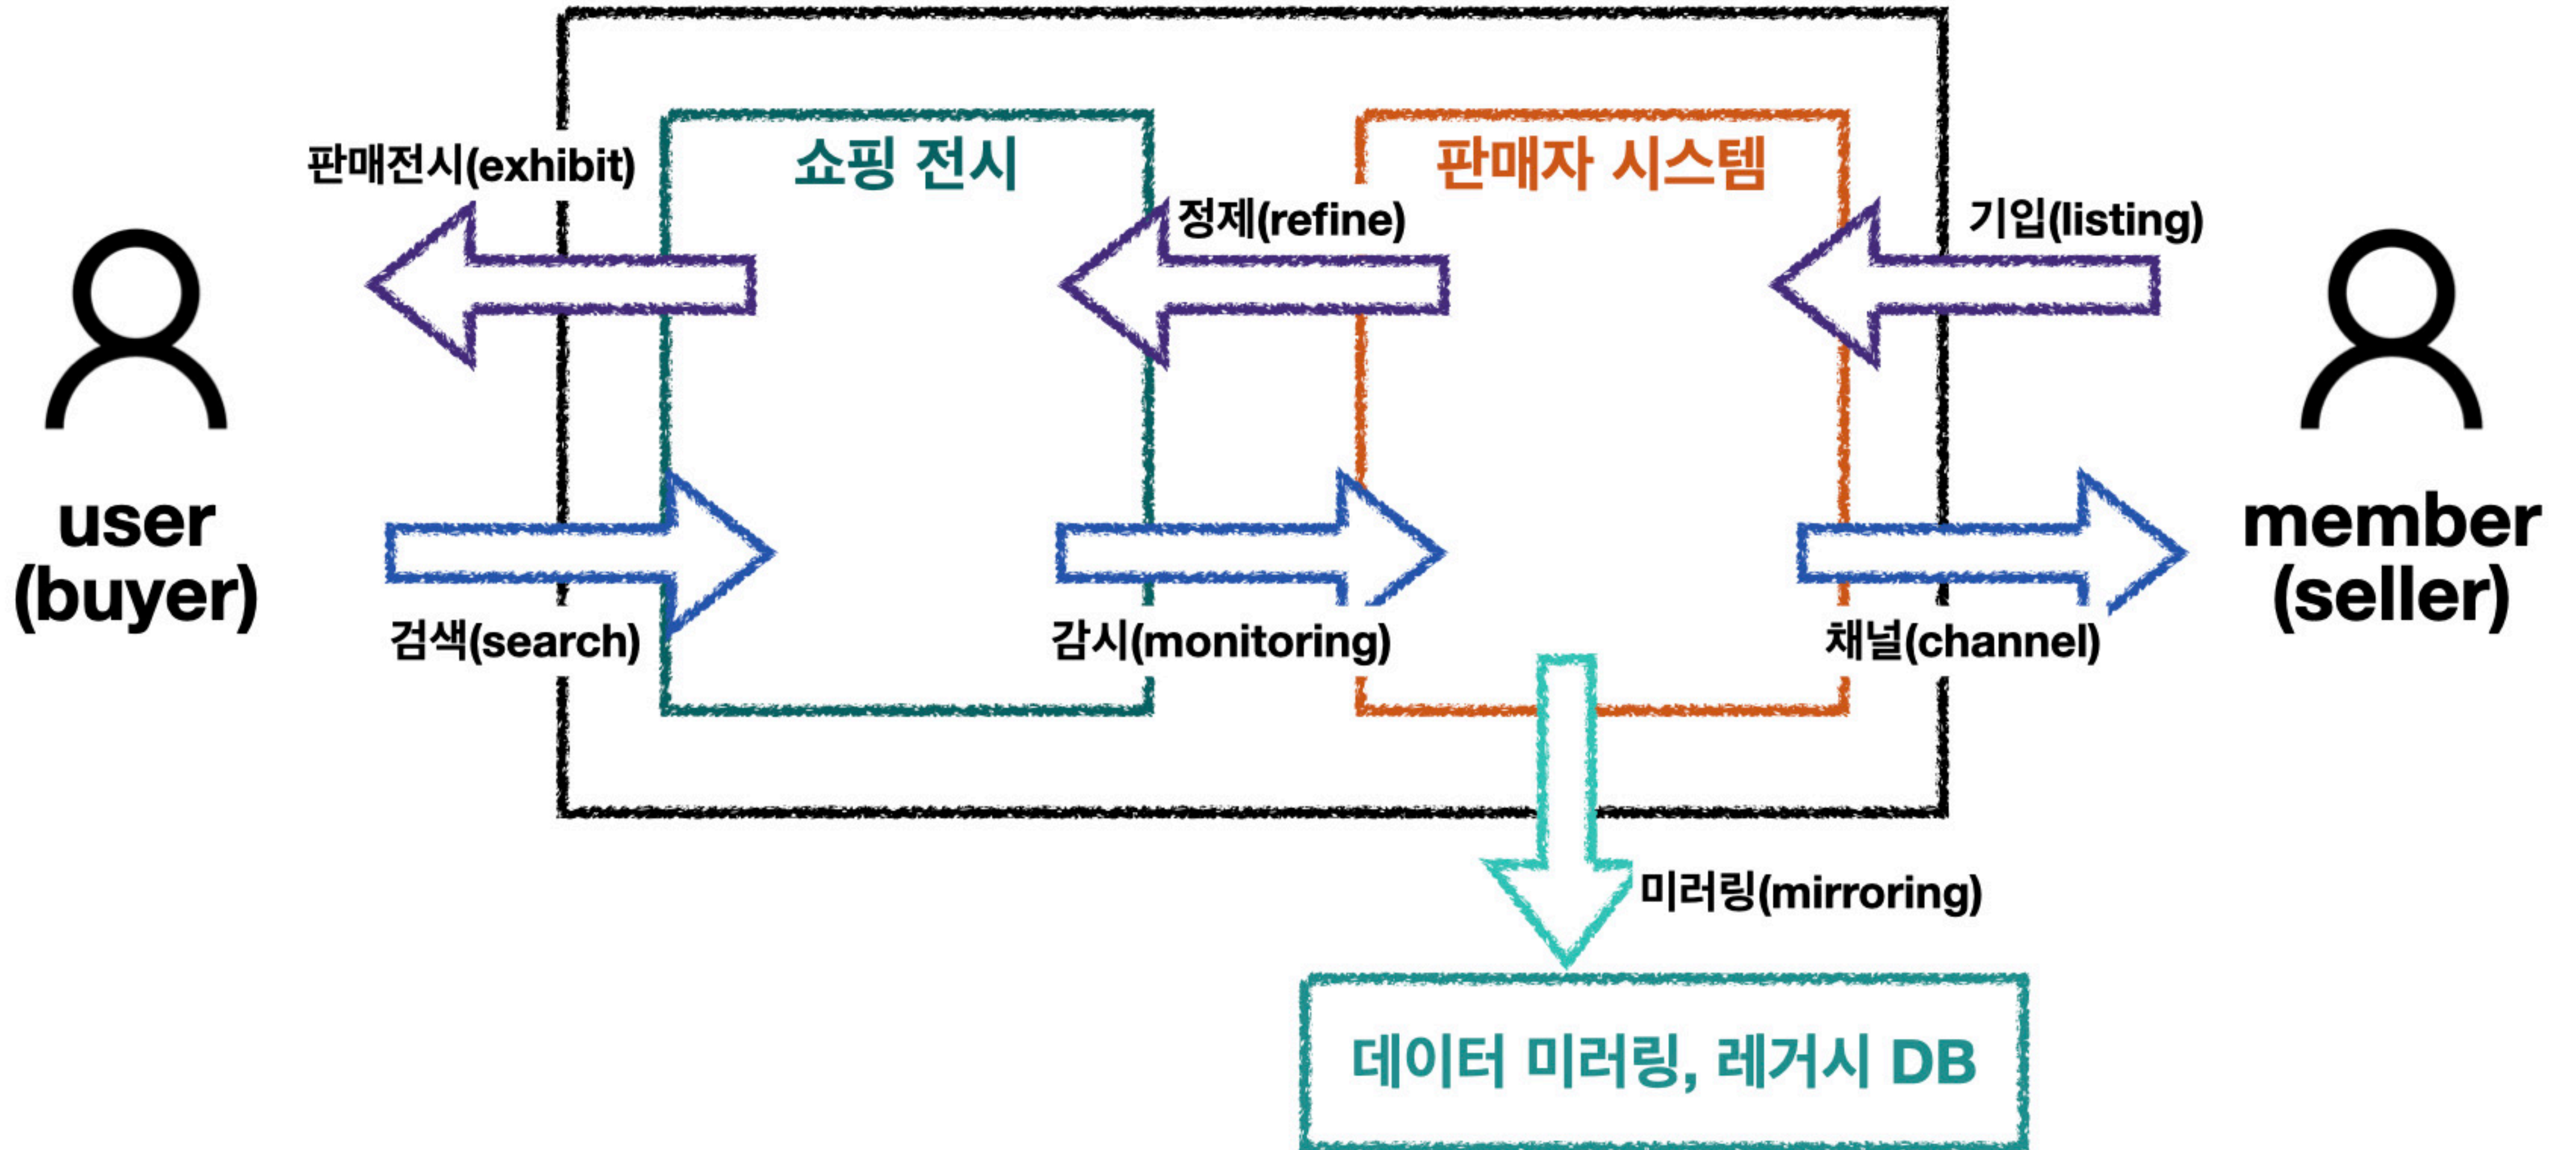 판매전시(exhibit)
쇼핑 전시
판매자 시스템
정제(refine)
기입(listing)
user
(buyer)
member
(seller)
검색(search)
감시(monitoring)
채널(channel)
미러링(mirroring)
데이터 미러링, 레거시 DB